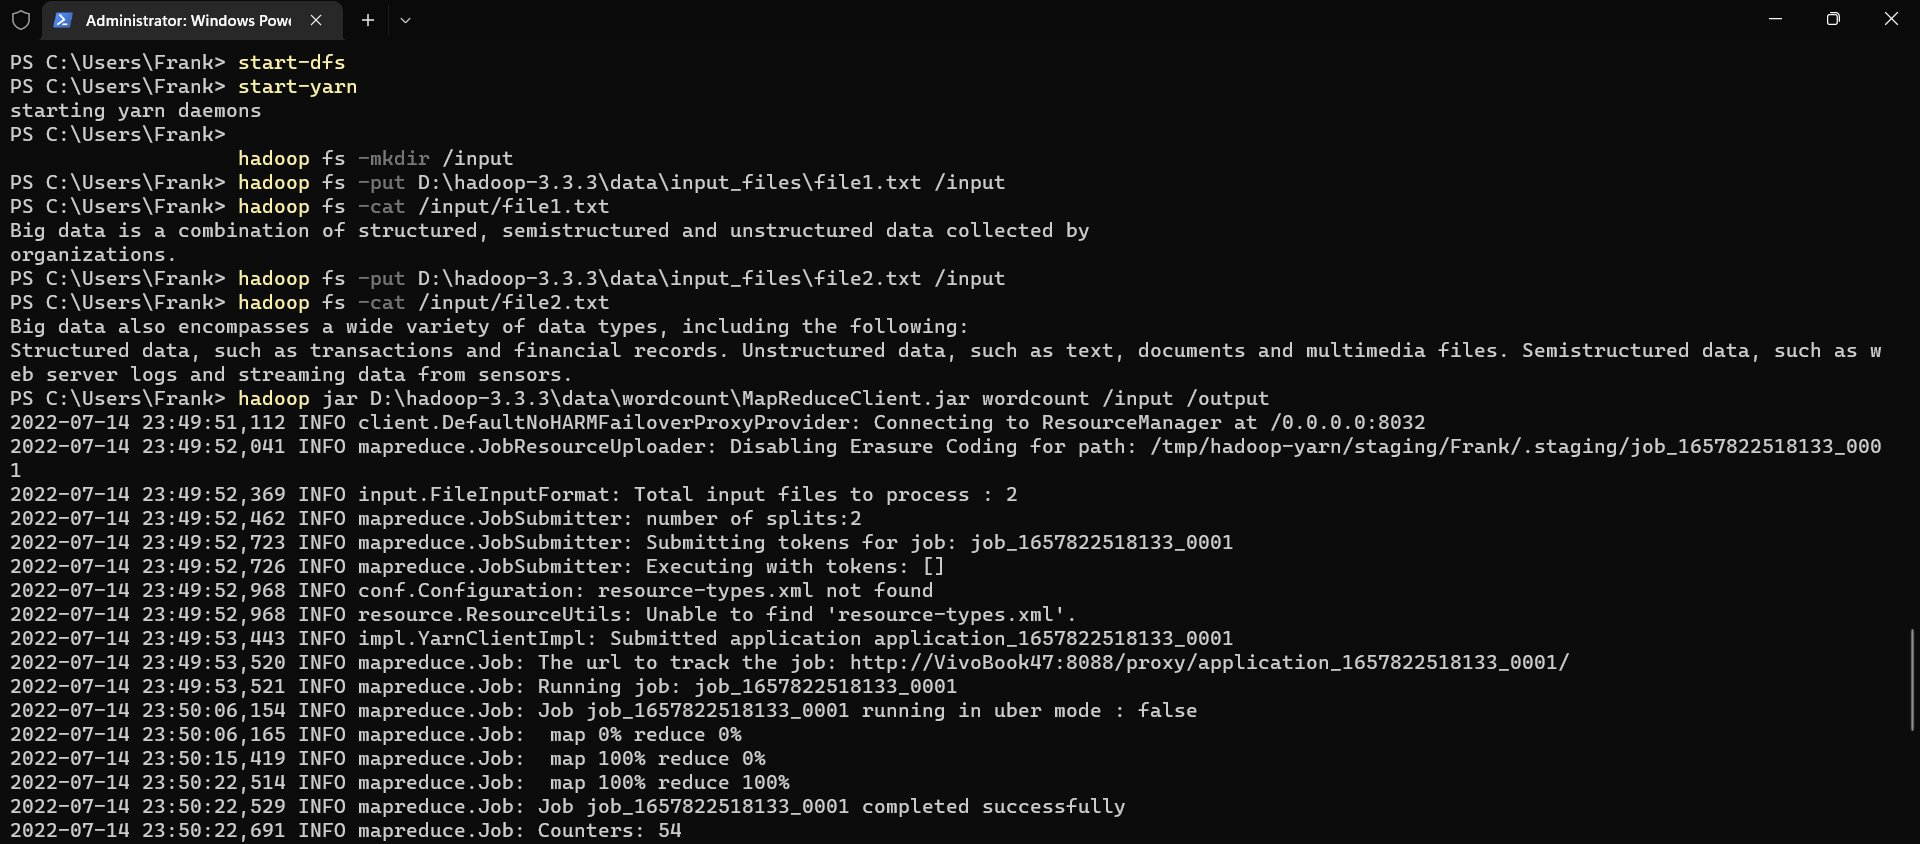 Administrator: Windows Powe
PS C:\Users\Frank> start-dfs
PS C:\Users\Frank> start-yarn
starting yarn daemons
PS C:\Users\Frank>
hadoop fs -mkdir /input
PS C:\Users\Frank> hadoop fs -put D:\hadoop-3.3.3\data\input_files\file1.txt /input
PS C:\Users\Frank> hadoop fs -cat /input/file1.txt
Big data is a combination of structured, semistructured and unstructured data collected by
organizations.
PS C:\Users\Frank> hadoop fs -put D:\hadoop-3.3.3\data\input_files\file2.txt /input
PS C:\Users\Frank> hadoop fs -cat /input/file2.txt
Big data also encompasses a wide variety of data types, including the following:
Structured data, such as transactions and financial records. Unstructured data, such as text, documents and multimedia files. Semistructured data, such as w
eb server logs and streaming data from sensors.
PS C:\Users\Frank> hadoop jar D:\hadoop-3.3.3\data\wordcount\MapReduceClient.jar wordcount /input /output
2022-07-14 23:49:51,112 INFO client.DefaultNoHARMFailoverProxyProvider: Connecting to ResourceManager at /0.0.0.0:8032
2022-07-14 23:49:52,041 INFO mapreduce.JobResourceUploader: Disabling Erasure Coding for path: /tmp/hadoop-yarn/staging/Frank/.staging/job_1657822518133_000
1
2022-07-14 23:49:52,369 INFO input.FileInputFormat: Total input files to process : 2
2022-07-14 23:49:52,462 INFO mapreduce.JobSubmitter: number of splits:2
2022-07-14 23:49:52,723 INFO mapreduce.JobSubmitter: Submitting tokens for job: job_1657822518133_0001
2022-07-14 23:49:52,726 INFO mapreduce.JobSubmitter: Executing with tokens: []
2022-07-14 23:49:52,968 INFO conf.Configuration: resource-types.xml not found
2022-07-14 23:49:52,968 INFO resource.ResourceUtils: Unable to find 'resource-types.xml'.
2022-07-14 23:49:53,443 INFO impl.YarnClientImpl: Submitted application application_1657822518133_0001
2022-07-14 23:49:53,520 INFO mapreduce.Job: The url to track the job: http://VivoBook47:8088/proxy/application_1657822518133_0001/
2022-07-14 23:49:53,521 INFO mapreduce.Job: Running job: job_1657822518133_0001
2022-07-14 23:50:06,154 INFO mapreduce.Job: Job job_1657822518133_0001 running in uber mode : false
2022-07-14 23:50:06,165 INFO mapreduce.Job:  map 0% reduce 0%
2022-07-14 23:50:15,419 INFO mapreduce.Job:  map 100% reduce 0%
2022-07-14 23:50:22,514 INFO mapreduce.Job:  map 100% reduce 100%
2022-07-14 23:50:22,529 INFO mapreduce.Job: Job job_1657822518133_0001 completed successfully
2022-07-14 23:50:22,691 INFO mapreduce.Job: Counters: 54